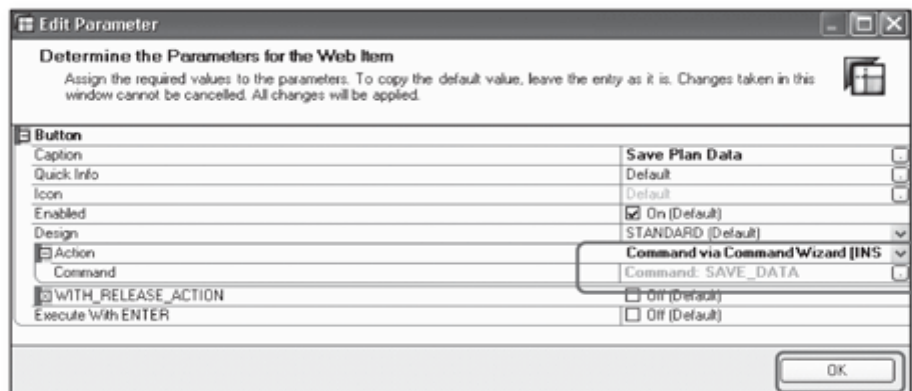 Edit Parameter
Determine the Parameters for the Web Item
Assign the required values to the parameters. To copy the default value, leave the entry as it is. Changes taken in this
window cannot be cancelled. All changes will be applied.
Button
Caption Save Plan Data
Quick Info Default
Icon Default
Enabled On (Default)
Design STANDARD (Default)
Action Command via Command Wizard [INS
Command Command: SAVE_DATA
WITH_RELEASE_ACTION Off (Default)
Execute With ENTER Off (Default)
OK